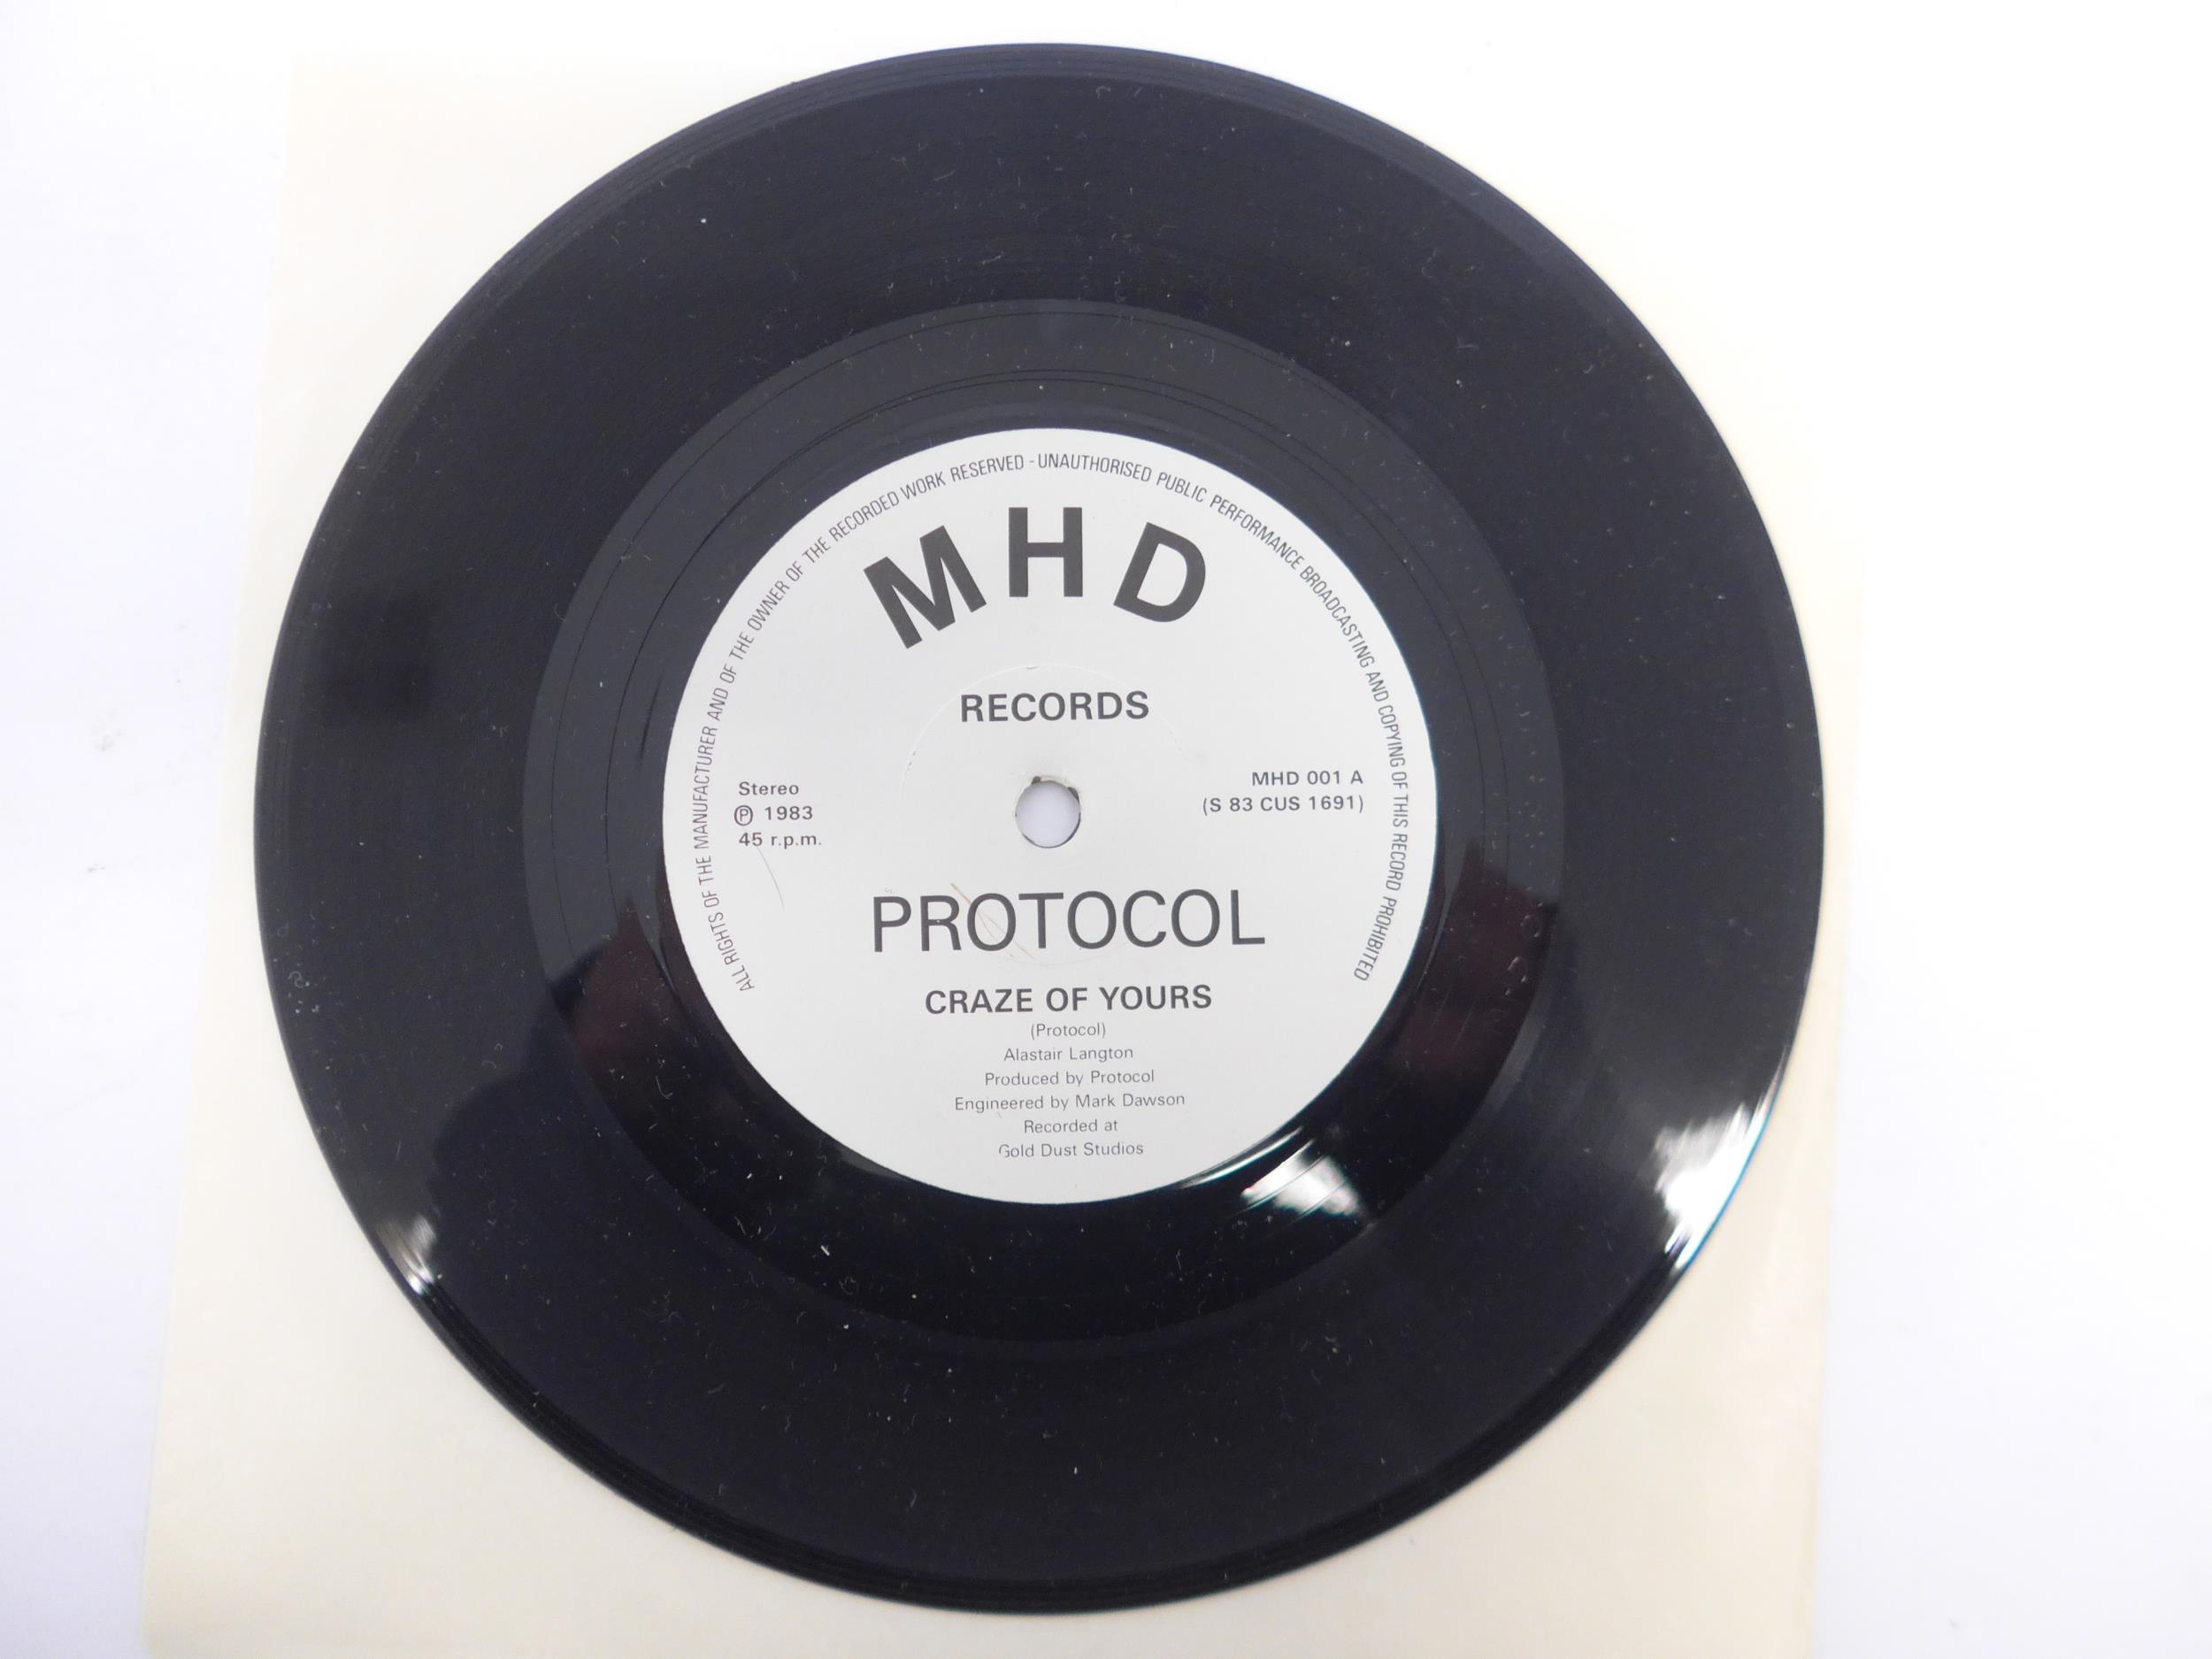 ALL RIGHTS OF THE MANUFACTURER AND OF THE OWNER OF THE RECORDED WORK RESERVED - UNAUTHORISED PUBLIC PERFORMANCE BROADCASTING AND COPYING OF THIS RECORD PROHIBITED
MHD
RECORDS
Stereo
℗ 1983
45 r.p.m.
MHD 001 A
(S 83 CUS 1691)
PROTOCOL
CRAZE OF YOURS
(Protocol)
Alastair Langton
Produced by Protocol
Engineered by Mark Dawson
Recorded at
Gold Dust Studios